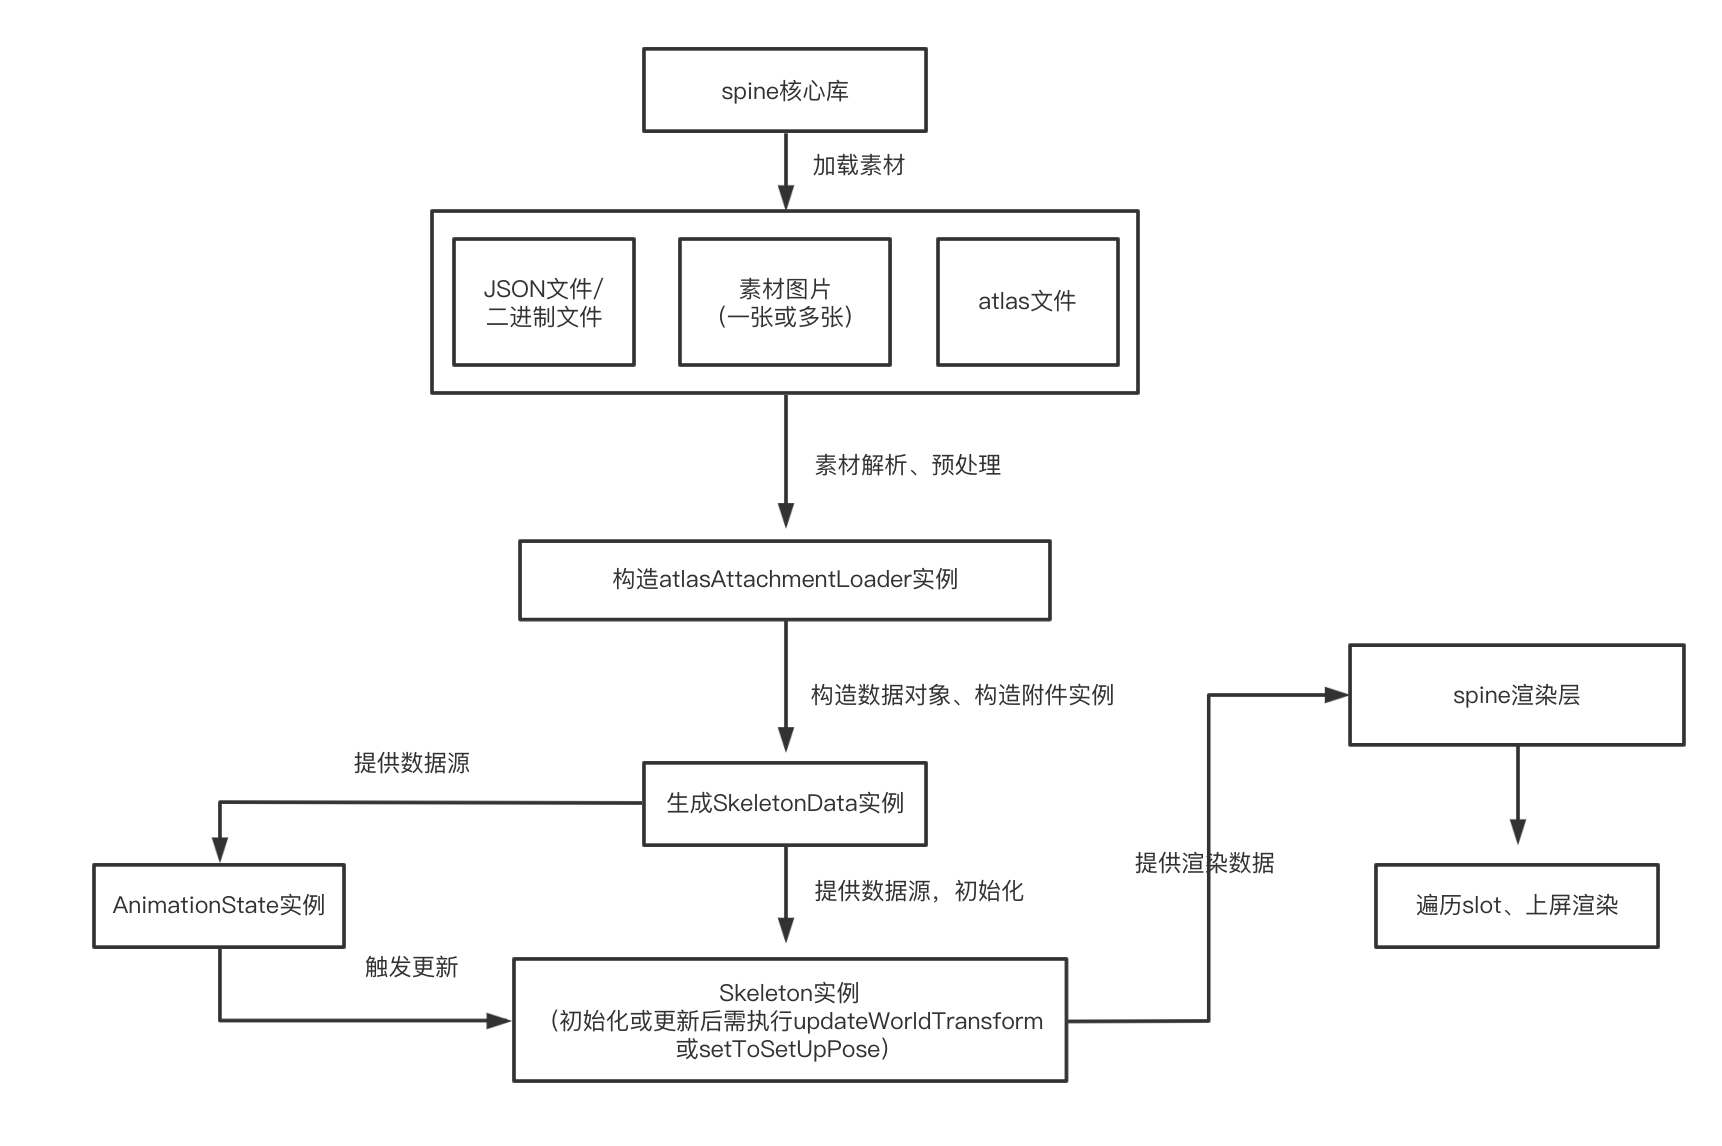 spine核心库
加载素材
JSON文件/
二进制文件
素材图片
（一张或多张）
atlas文件
素材解析、预处理
构造atlasAttachmentLoader实例
构造数据对象、构造附件实例
spine渲染层
提供数据源
生成SkeletonData实例
提供渲染数据
提供数据源，初始化
AnimationState实例
遍历slot、上屏渲染
触发更新
Skeleton实例
（初始化或更新后需执行updateWorldTransform
或setToSetUpPose）